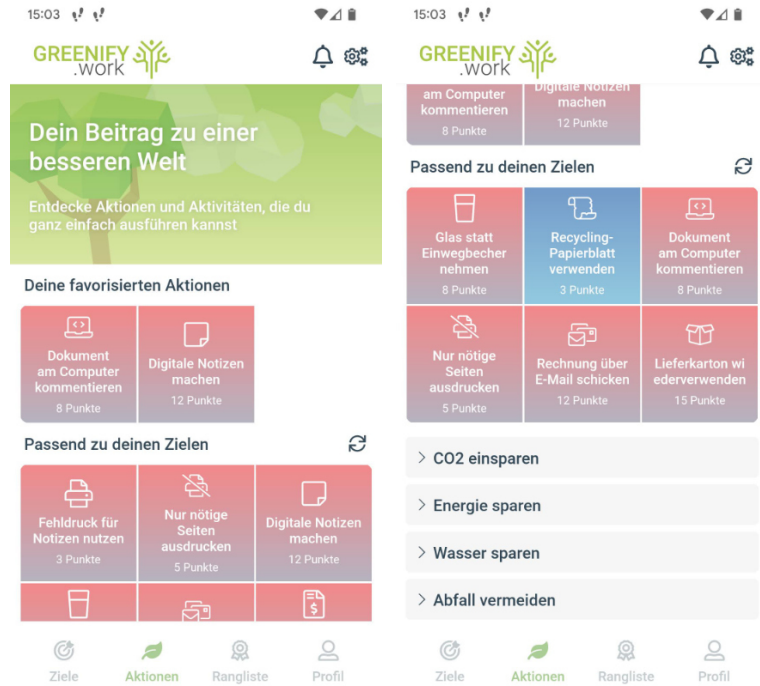 15:03
GREENIFY
.work
Dein Beitrag zu einer
besseren Welt
Entdecke Aktionen und Aktivitäten, die du
ganz einfach ausführen kannst
Deine favorisierten Aktionen
Dokument
am Computer
kommentieren
8 Punkte
Digitale Notizen
machen
12 Punkte
Passend zu deinen Zielen
Fehldruck für
Notizen nutzen
3 Punkte
Nur nötige
Seiten
ausdrucken
5 Punkte
Digitale Notizen
machen
12 Punkte
Ziele
Aktionen
Rangliste
Profil
15:03
GREENIFY
.work
am Computer
kommentieren
8 Punkte
Digitale Notizen
machen
12 Punkte
Passend zu deinen Zielen
Glas statt
Einwegbecher
nehmen
8 Punkte
Recycling-
Papierblatt
verwenden
3 Punkte
Dokument
am Computer
kommentieren
8 Punkte
Nur nötige
Seiten
ausdrucken
5 Punkte
Rechnung über
E-Mail schicken
12 Punkte
Lieferkarton wi
ederverwenden
15 Punkte
CO2 einsparen
Energie sparen
Wasser sparen
Abfall vermeiden
Ziele
Aktionen
Rangliste
Profil